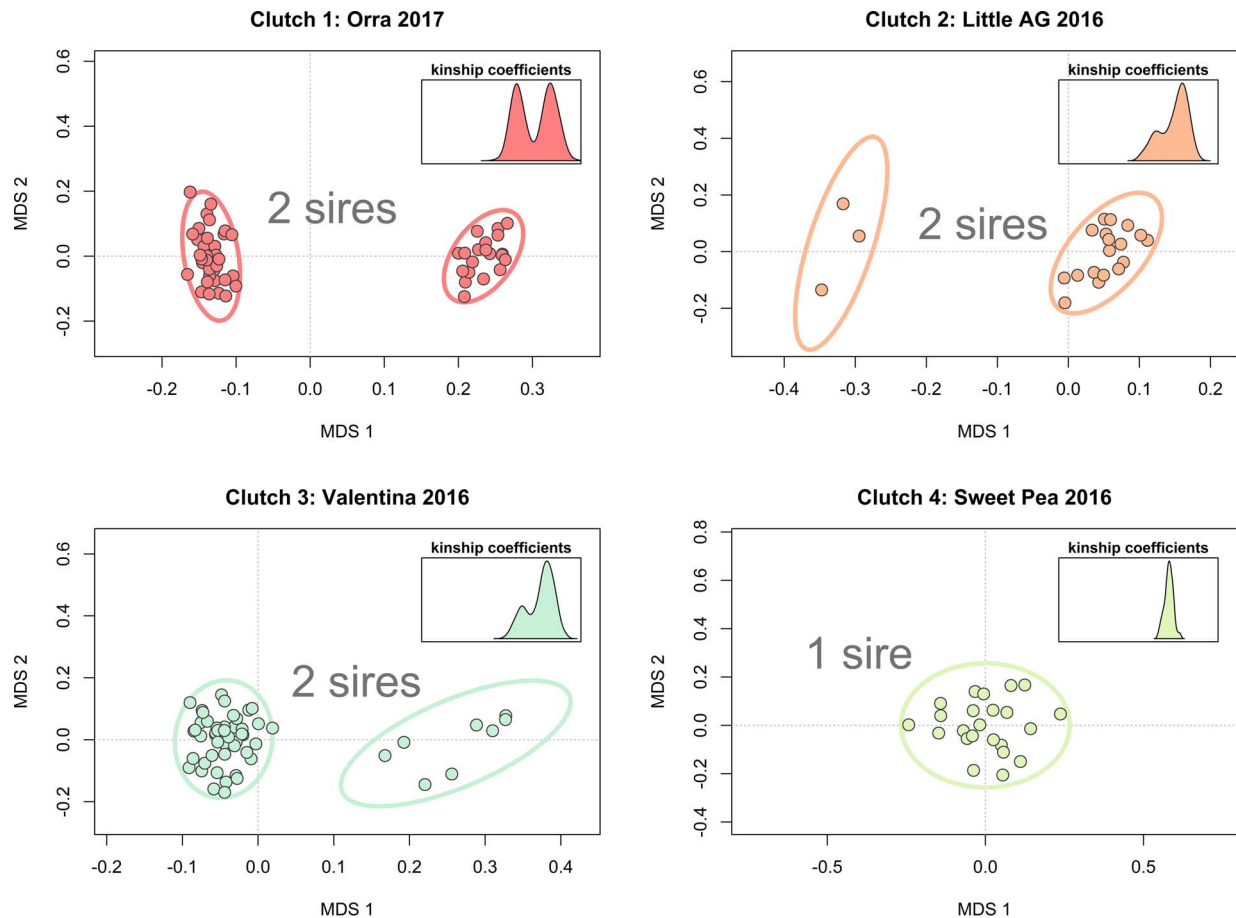 Clutch 1: Orra 2017
kinship coefficients
2 sires
MDS 2
0.6
0.4
0.2
0.0
-0.2
-0.2
-0.1
0.0
0.1
0.2
0.3
MDS 1
Clutch 2: Little AG 2016
kinship coefficients
2 sires
MDS 2
0.6
0.4
0.2
0.0
-0.2
-0.4
-0.3
-0.2
-0.1
0.0
0.1
0.2
MDS 1
Clutch 3: Valentina 2016
kinship coefficients
2 sires
MDS 2
0.6
0.4
0.2
0.0
-0.2
-0.2
-0.1
0.0
0.1
0.2
0.3
0.4
MDS 1
Clutch 4: Sweet Pea 2016
kinship coefficients
1 sire
MDS 2
0.8
0.6
0.4
0.2
0.0
-0.2
-0.4
-0.5
0.0
0.5
MDS 1